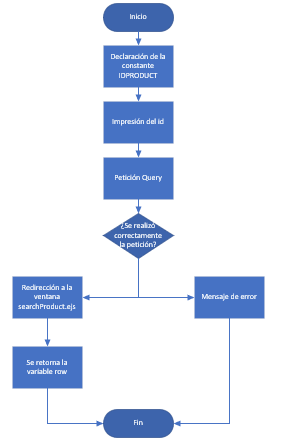 Inicio
Declaración de la
constante
IDPRODUCT
Impresión del id
Petición Query
¿Se realizó
correctamente
la petición?
Redirección a la
ventana
searchProduct.ejs
Mensaje de error
Se retorna la
variable row
Fin